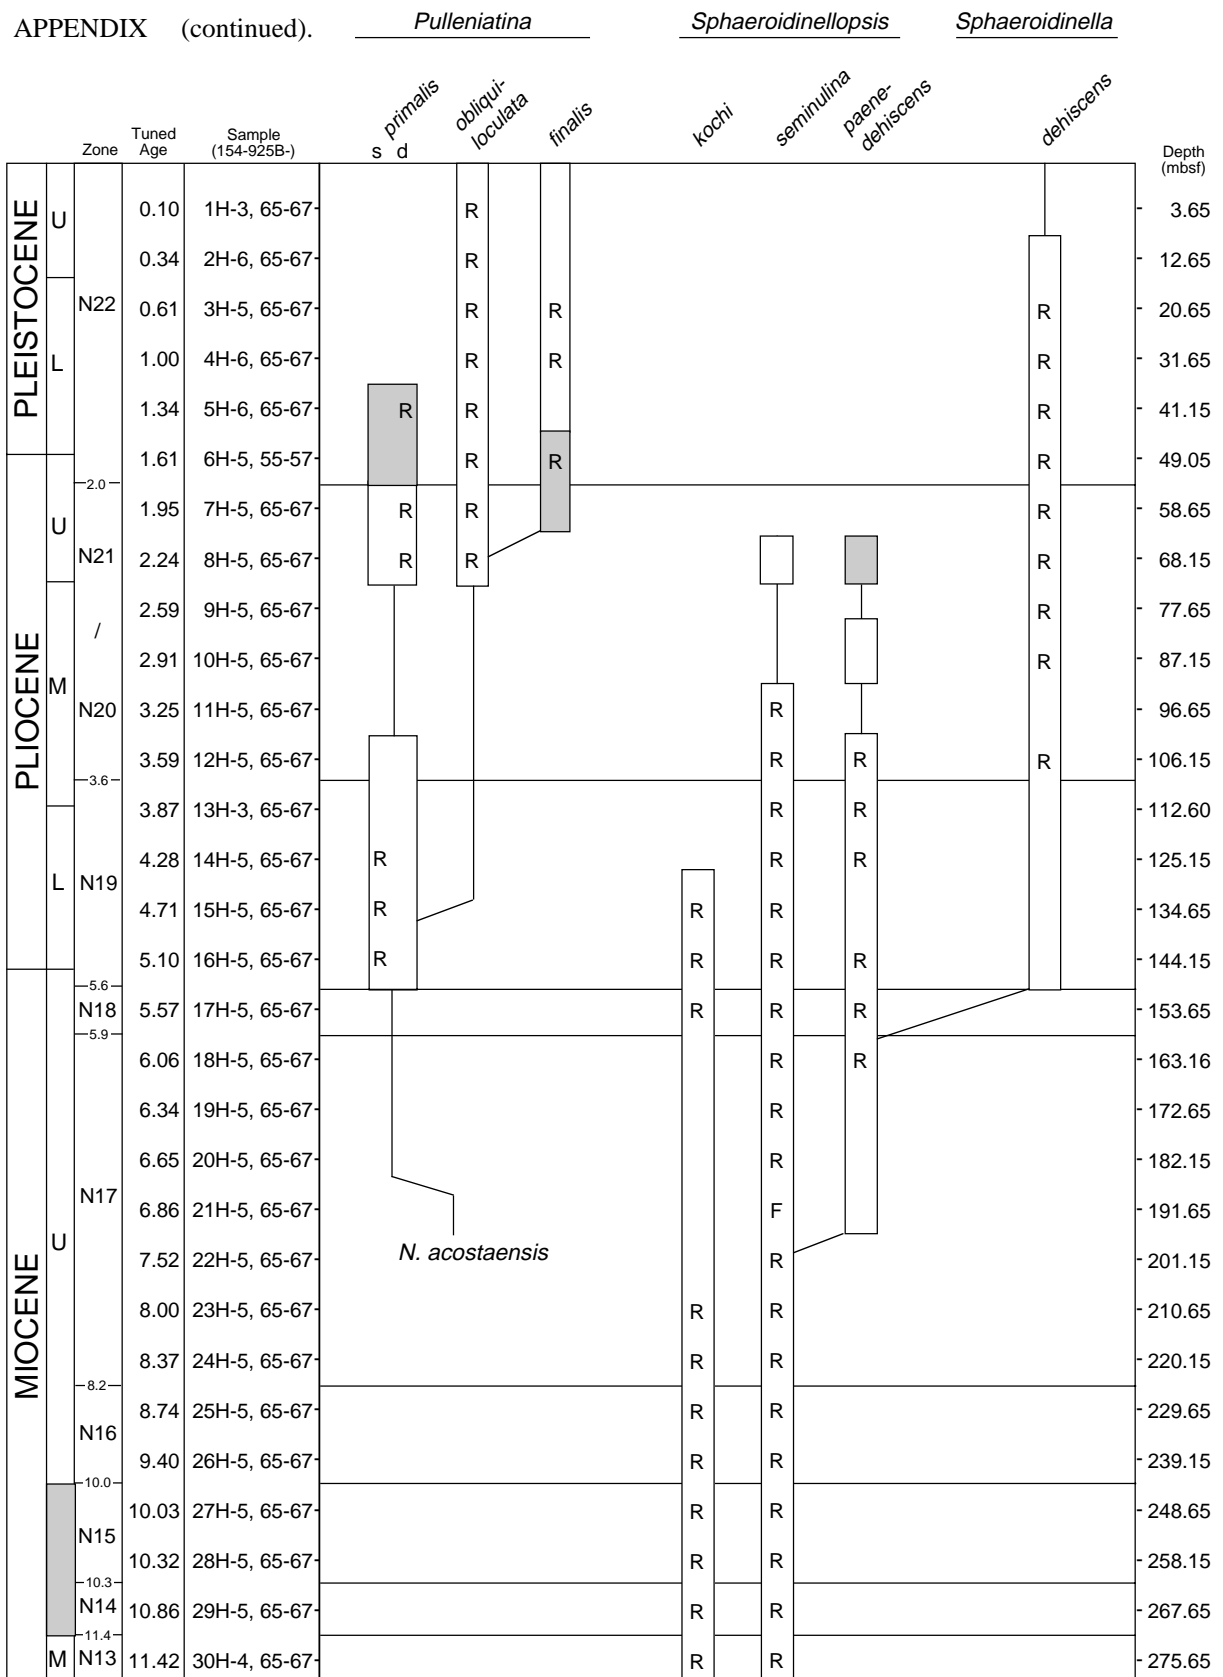 APPENDIX (continued).
Pulleniatina Sphaeroidinellopsis Sphaeroidinella
primalis obliqui-loculata finalis kochi seminulina paene-dehiscens dehiscens
s d
Zone Tuned Age Sample (154-925B-) Depth (mbsf)
PLEISTOCENE
U
L
N22
PLIOCENE
U
M
L
N21
/
N20
N19
MIOCENE
U
M
N18
N17
N16
N15
N14
N13
0.10 1H-3, 65-67 R 3.65
0.34 2H-6, 65-67 R 12.65
0.61 3H-5, 65-67 R R R 20.65
1.00 4H-6, 65-67 R R R 31.65
1.34 5H-6, 65-67 R R R 41.15
1.61 6H-5, 55-57 R R R 49.05
2.0
1.95 7H-5, 65-67 R R R 58.65
2.24 8H-5, 65-67 R R R 68.15
2.59 9H-5, 65-67 R 77.65
2.91 10H-5, 65-67 R 87.15
3.25 11H-5, 65-67 R 96.65
3.59 12H-5, 65-67 R R R 106.15
3.6
3.87 13H-3, 65-67 R R 112.60
4.28 14H-5, 65-67 R R R 125.15
4.71 15H-5, 65-67 R R R 134.65
5.10 16H-5, 65-67 R R R R 144.15
5.6
5.57 17H-5, 65-67 R R R 153.65
5.9
6.06 18H-5, 65-67 R R 163.16
6.34 19H-5, 65-67 R 172.65
6.65 20H-5, 65-67 R 182.15
6.86 21H-5, 65-67 F 191.65
N. acostaensis
7.52 22H-5, 65-67 R 201.15
8.00 23H-5, 65-67 R R 210.65
8.37 24H-5, 65-67 R R 220.15
8.2
8.74 25H-5, 65-67 R R 229.65
9.40 26H-5, 65-67 R R 239.15
10.0
10.03 27H-5, 65-67 R R 248.65
10.32 28H-5, 65-67 R R 258.15
10.3
10.86 29H-5, 65-67 R R 267.65
11.4
11.42 30H-4, 65-67 R R 275.65